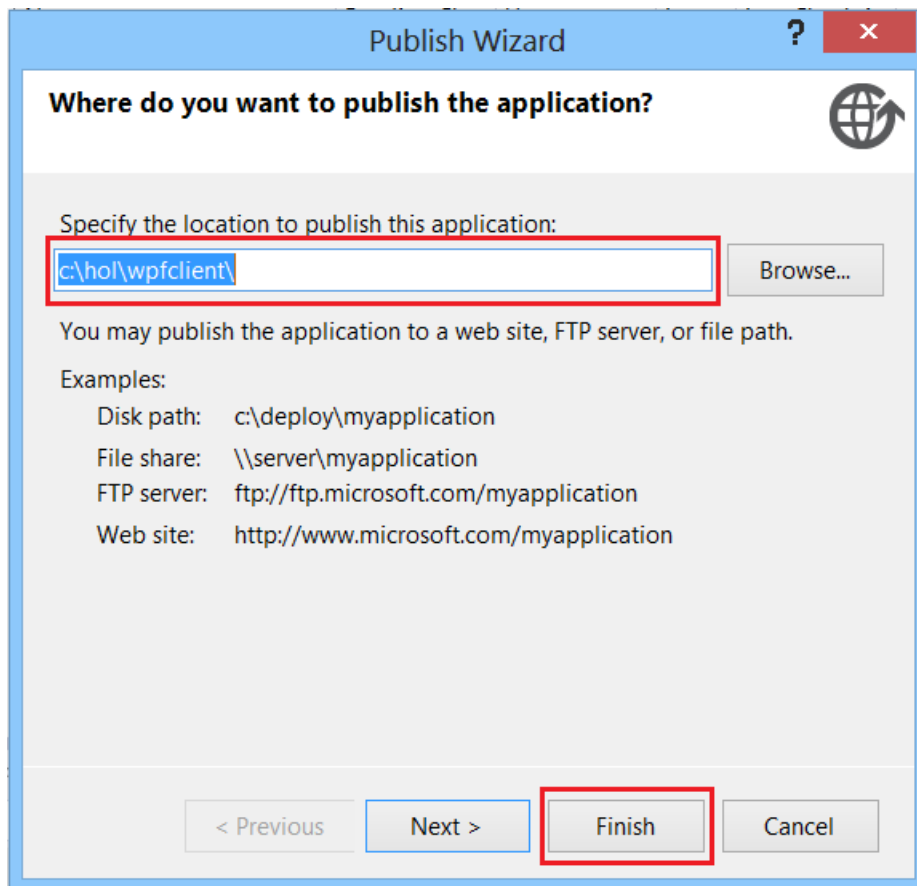 Publish Wizard
?
Where do you want to publish the application?
Specify the location to publish this application:
c:\hol\wpfclient\
Browse...
You may publish the application to a web site, FTP server, or file path.
Examples:
Disk path: c:\deploy\myapplication
File share: \\server\myapplication
FTP server: ftp://ftp.microsoft.com/myapplication
Web site: http://www.microsoft.com/myapplication
< Previous Next > Finish Cancel